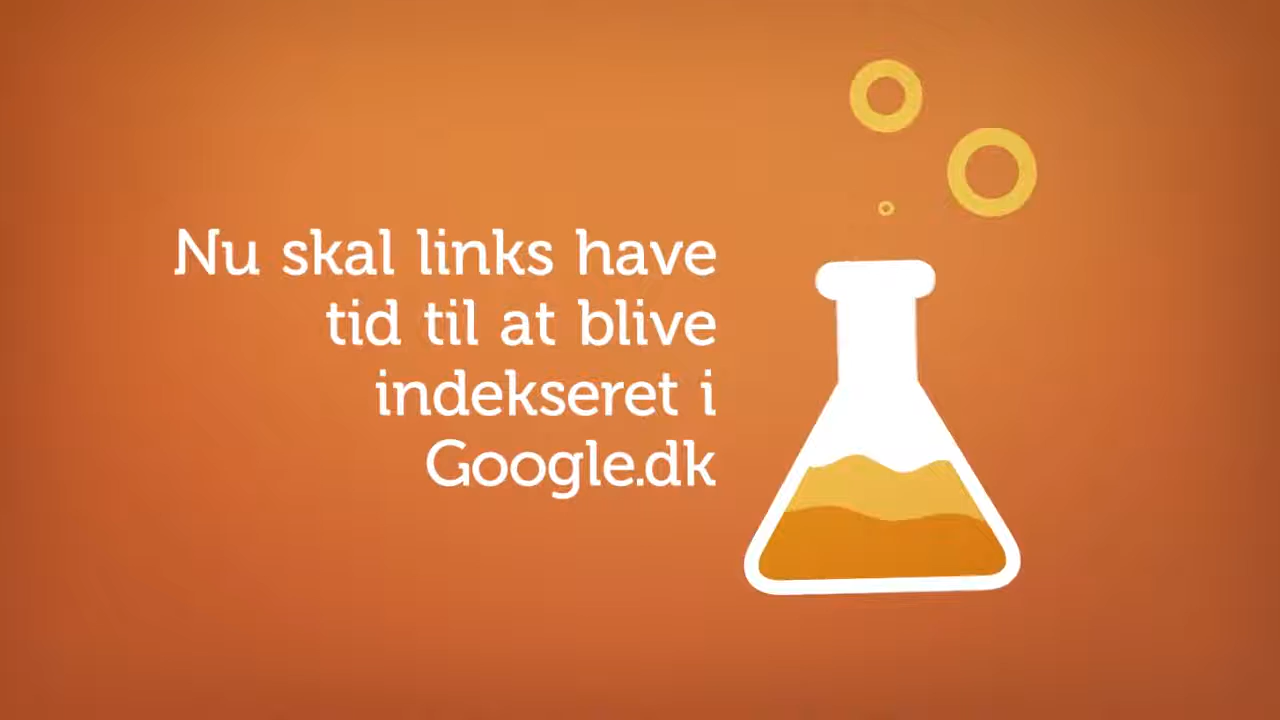 Nu skal links have
tid til at blive
indekseret i
Google.dk